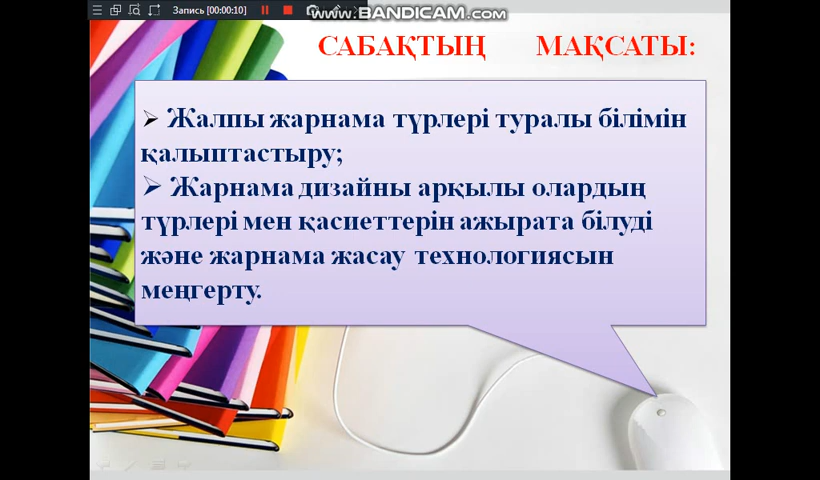 Запись [00:00:10]
www.BANDICAM.com
САБАҚТЫҢ МАҚСАТЫ:
➢ Жалпы жарнама түрлері туралы білімін
қалыптастыру;
➢ Жарнама дизайны арқылы олардың
түрлері мен қасиеттерін ажырата білуді
және жарнама жасау технологиясын
меңгерту.